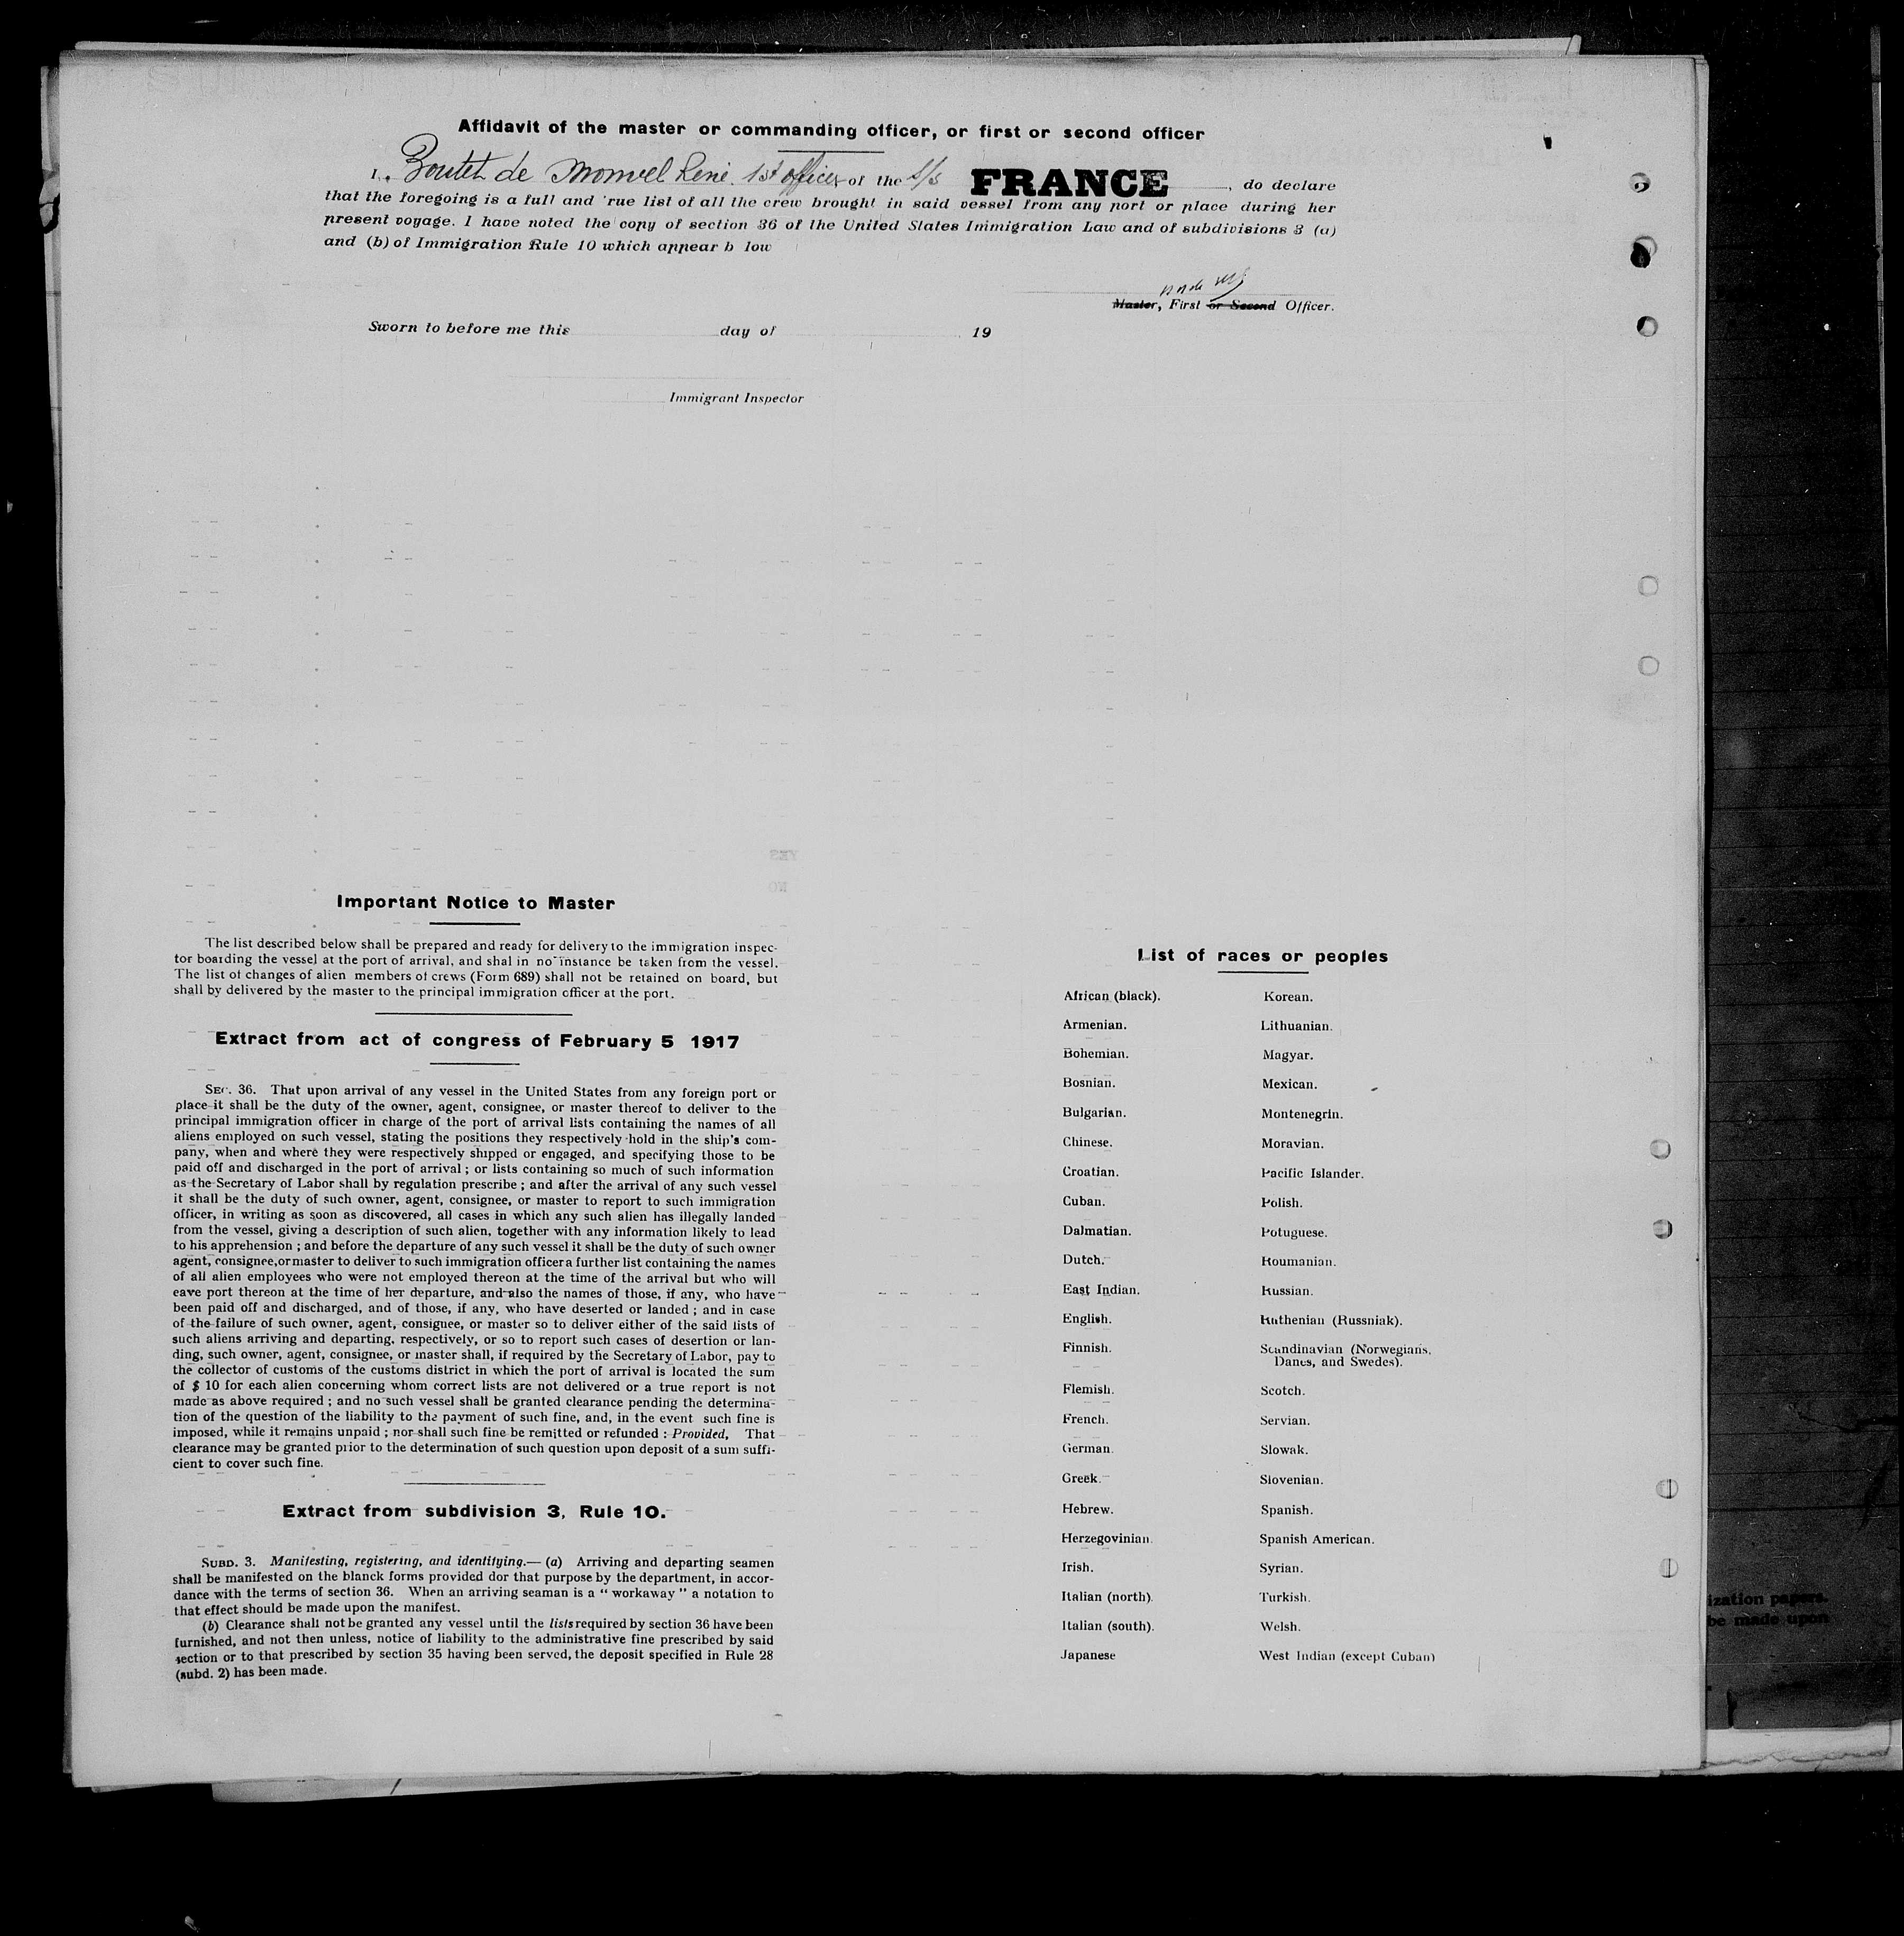 Affidavit of the master or commanding officer, or first or second officer
I, Boutet de Monvel René. 1st officer of the S/S FRANCE, do declare
that the foregoing is a full and 'rue list of all the crew brought in said vessel from any port or place during her
present voyage. I have noted the copy of section 36 of the United States Immigration Law and of subdivisions 3 (a)
and (b) of Immigration Rule 10 which appear b low
Master, First or Second Officer.
Sworn to before me this day of 19
Immigrant Inspector
YES
NO
Important Notice to Master
The list described below shall be prepared and ready for delivery to the immigration inspec-
tor boarding the vessel at the port of arrival, and shal in no instance be taken from the vessel.
The list of changes of alien members of crews (Form 689) shall not be retained on board, but
shall by delivered by the master to the principal immigration officer at the port.
Extract from act of congress of February 5 1917
SEC. 36. That upon arrival of any vessel in the United States from any foreign port or
place it shall be the duty of the owner, agent, consignee, or master thereof to deliver to the
principal immigration officer in charge of the port of arrival lists containing the names of all
aliens employed on such vessel, stating the positions they respectively hold in the ship's com-
pany, when and where they were respectively shipped or engaged, and specifying those to be
paid off and discharged in the port of arrival ; or lists containing so much of such information
as the Secretary of Labor shall by regulation prescribe ; and after the arrival of any such vessel
it shall be the duty of such owner, agent, consignee, or master to report to such immigration
officer, in writing as soon as discovered, all cases in which any such alien has illegally landed
from the vessel, giving a description of such alien, together with any information likely to lead
to his apprehension ; and before the departure of any such vessel it shall be the duty of such owner
agent, consignee, or master to deliver to such immigration officer a further list containing the names
of all alien employees who were not employed thereon at the time of the arrival but who will
eave port thereon at the time of her departure, and also the names of those, if any, who have
been paid off and discharged, and of those, if any, who have deserted or landed ; and in case
of the failure of such owner, agent, consignee, or master so to deliver either of the said lists of
such aliens arriving and departing, respectively, or so to report such cases of desertion or lan-
ding, such owner, agent, consignee, or master shall, if required by the Secretary of Labor, pay to
the collector of customs of the customs district in which the port of arrival is located the sum
of $ 10 for each alien concerning whom correct lists are not delivered or a true report is not
made as above required ; and no such vessel shall be granted clearance pending the determina-
tion of the question of the liability to the payment of such fine, and, in the event such fine is
imposed, while it remains unpaid ; nor shall such fine be remitted or refunded : Provided, That
clearance may be granted prior to the determination of such question upon deposit of a sum suffi-
cient to cover such fine.
Extract from subdivision 3, Rule 10.
SUBD. 3. Manifesting, registering, and identifying.— (a) Arriving and departing seamen
shall be manifested on the blanck forms provided dor that purpose by the department, in accor-
dance with the terms of section 36. When an arriving seaman is a “ workaway ” a notation to
that effect should be made upon the manifest.
(b) Clearance shall not be granted any vessel until the lists required by section 36 have been
furnished, and not then unless, notice of liability to the administrative fine prescribed by said
section or to that prescribed by section 35 having been served, the deposit specified in Rule 28
(subd. 2) has been made.
List of races or peoples
African (black).
Armenian.
Bohemian.
Bosnian.
Bulgarian.
Chinese.
Croatian.
Cuban.
Dalmatian.
Dutch.
East Indian.
English.
Finnish.
Flemish.
French.
German.
Greek.
Hebrew.
Herzegovinian.
Irish.
Italian (north).
Italian (south).
Japanese
Korean.
Lithuanian.
Magyar.
Mexican.
Montenegrin.
Moravian.
Pacific Islander.
Polish.
Potuguese.
Roumanian.
Russian.
Ruthenian (Russniak).
Scandinavian (Norwegians,
Danes, and Swedes).
Scotch.
Servian.
Slowak.
Slovenian.
Spanish.
Spanish American.
Syrian.
Turkish.
Welsh.
West Indian (except Cuban)
ization papers.
be made upon